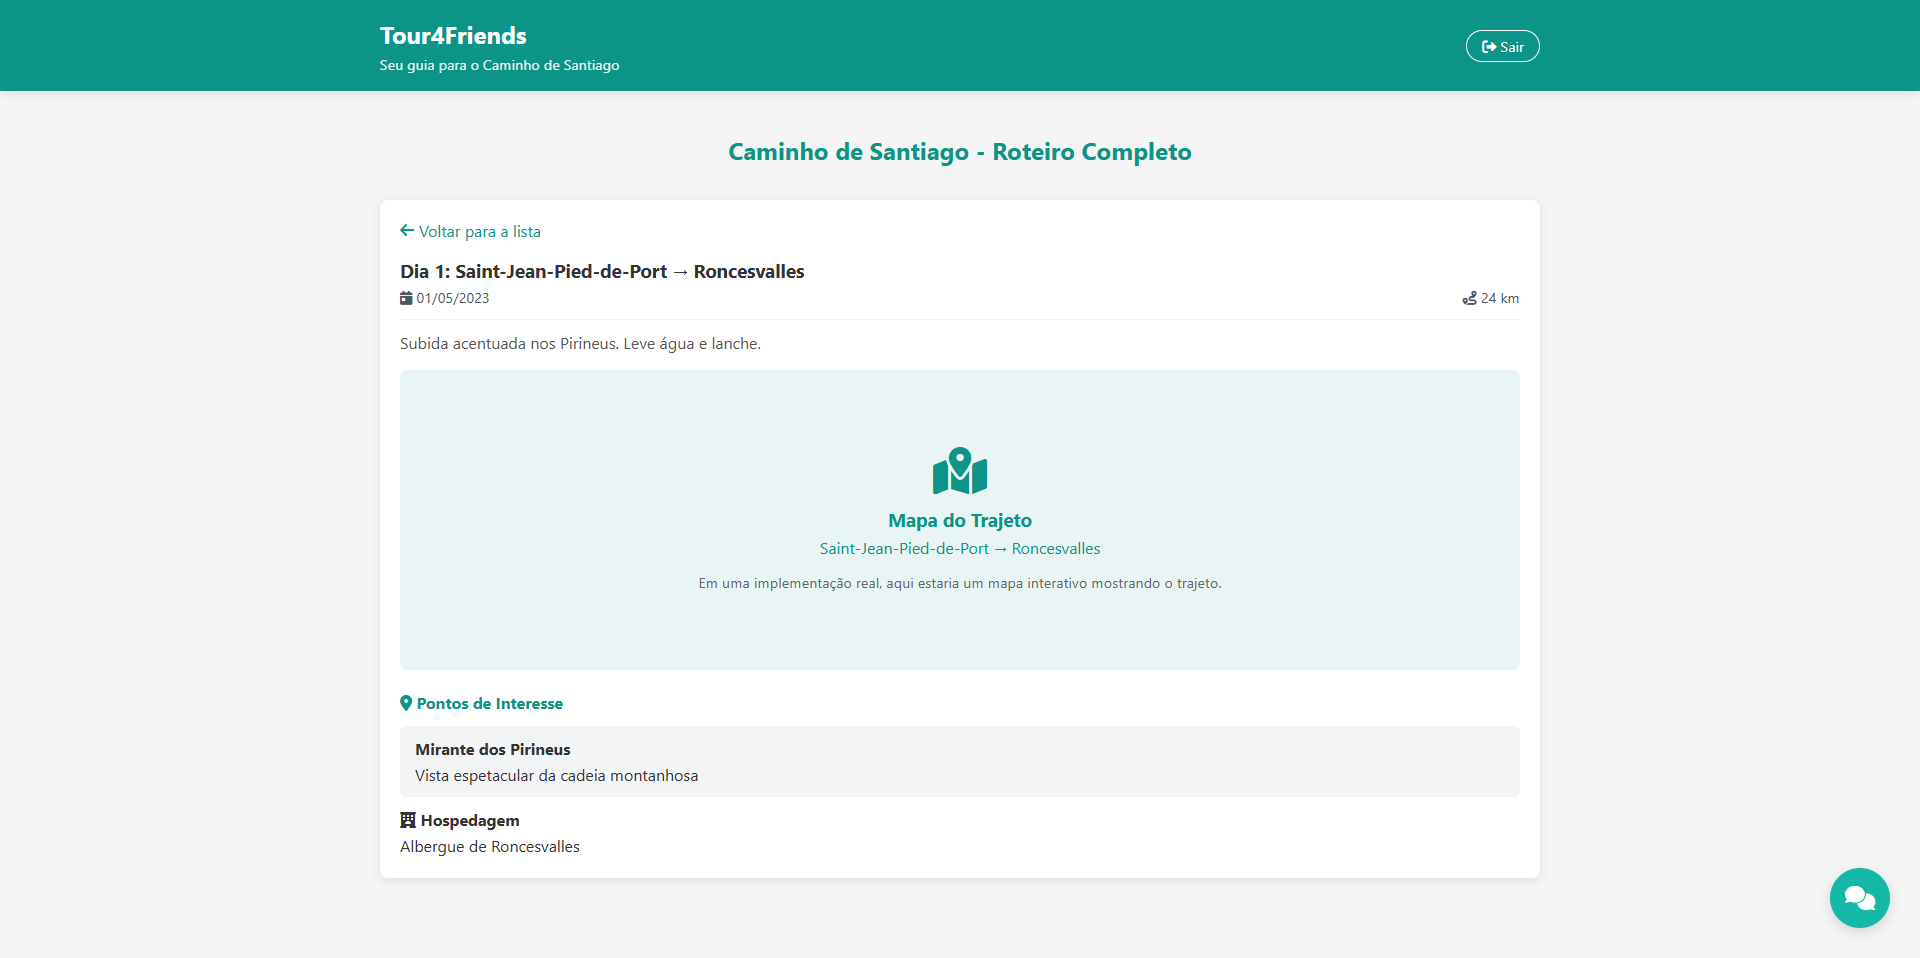 Tour4Friends
Seu guia para o Caminho de Santiago
Sair
Caminho de Santiago - Roteiro Completo
Voltar para a lista
Dia 1: Saint-Jean-Pied-de-Port → Roncesvalles
01/05/2023
24 km
Subida acentuada nos Pirineus. Leve água e lanche.
Mapa do Trajeto
Saint-Jean-Pied-de-Port → Roncesvalles
Em uma implementação real, aqui estaria um mapa interativo mostrando o trajeto.
Pontos de Interesse
Mirante dos Pirineus
Vista espetacular da cadeia montanhosa
Hospedagem
Albergue de Roncesvalles